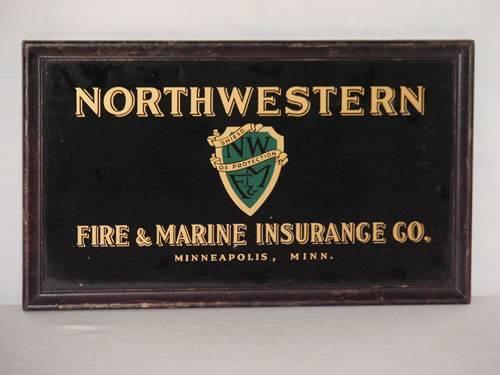 NORTHWESTERN
SHIELD
OF PROTECTION
NW
F&M
FIRE & MARINE INSURANCE CO.
MINNEAPOLIS, MINN.